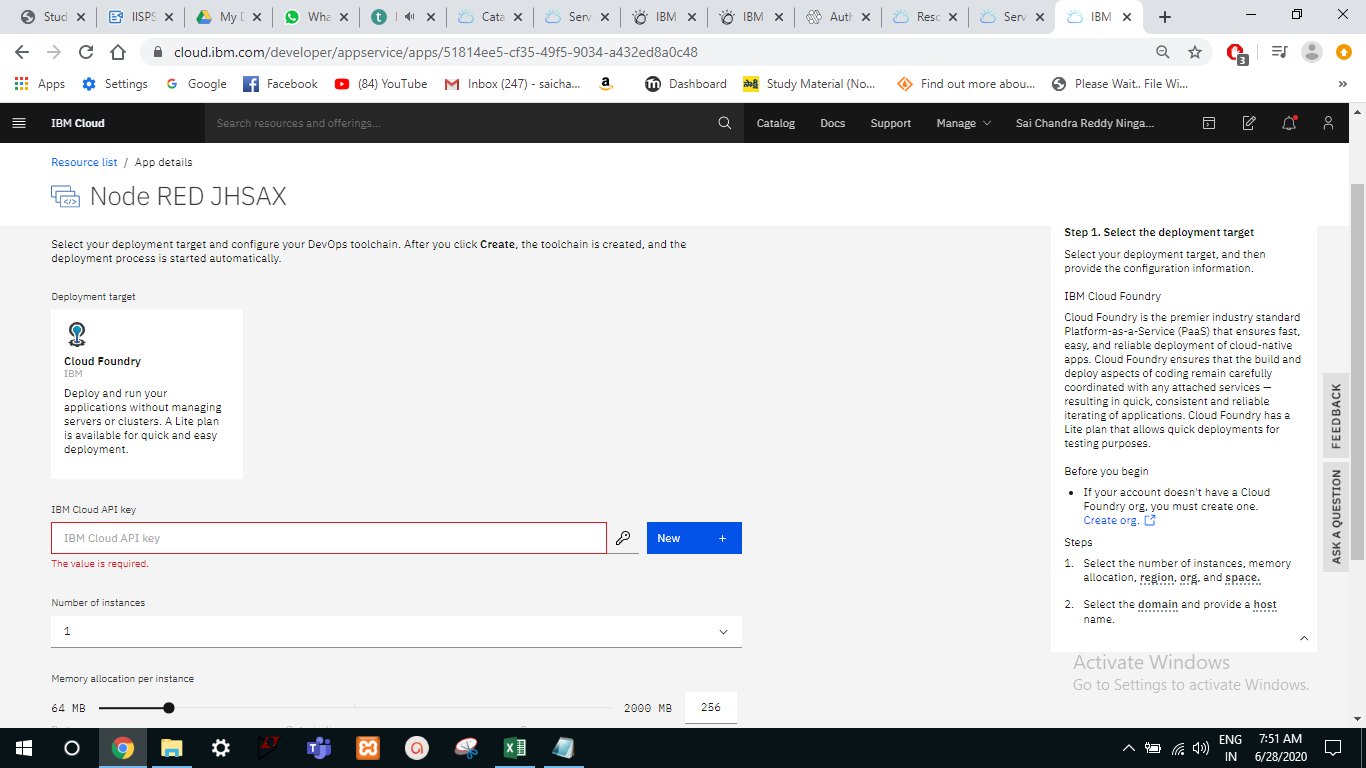 Stud
IISPS
My D
Wha
Cata
Serv
IBM
IBM
Auth
Reso
Serv
IBM
cloud.ibm.com/developer/appservice/apps/51814ee5-cf35-49f5-9034-a432ed8a0c48
3
Apps
Settings
Google
Facebook
(84) YouTube
Inbox (247) - saicha...
Dashboard
Study Material (No...
Find out more abou...
Please Wait.. File Wi...
IBM Cloud
Search resources and offerings...
Catalog
Docs
Support
Manage
Sai Chandra Reddy Ninga...
Resource list / App details
Node RED JHSAX
Select your deployment target and configure your DevOps toolchain. After you click Create, the toolchain is created, and the
deployment process is started automatically.
Deployment target
Cloud Foundry
IBM
Deploy and run your
applications without managing
servers or clusters. A Lite plan
is available for quick and easy
deployment.
IBM Cloud API key
IBM Cloud API key
New +
The value is required.
Number of instances
1
Memory allocation per instance
64 MB
2000 MB
256
Step 1. Select the deployment target
Select your deployment target, and then
provide the configuration information.
IBM Cloud Foundry
Cloud Foundry is the premier industry standard
Platform-as-a-Service (PaaS) that ensures fast,
easy, and reliable deployment of cloud-native
apps. Cloud Foundry ensures that the build and
deploy aspects of coding remain carefully
coordinated with any attached services —
resulting in quick, consistent and reliable
iterating of applications. Cloud Foundry has a
Lite plan that allows quick deployments for
testing purposes.
Before you begin
• If your account doesn't have a Cloud
Foundry org, you must create one.
Create org.
Steps
1. Select the number of instances, memory
allocation, region, org, and space.
2. Select the domain and provide a host
name.
FEEDBACK
ASK A QUESTION
Activate Windows
Go to Settings to activate Windows.
ENG
IN
7:51 AM
6/28/2020